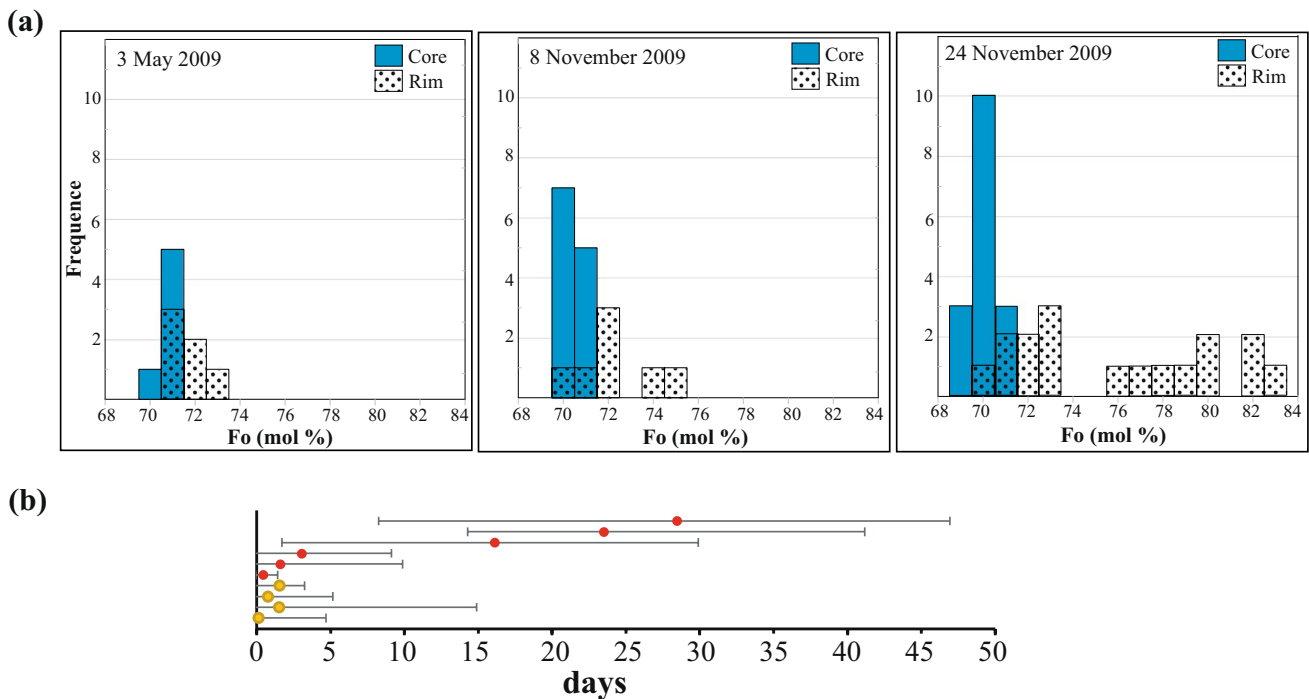 (a)
3 May 2009
Core
Rim
Frequence
10
8
6
4
2
68 70 72 74 76 78 80 82 84
Fo (mol %)
8 November 2009
Core
Rim
10
8
6
4
2
68 70 72 74 76 78 80 82 84
Fo (mol %)
24 November 2009
Core
Rim
10
8
6
4
2
68 70 72 74 76 78 80 82 84
Fo (mol %)
(b)
0 5 10 15 20 25 30 35 40 45 50
days